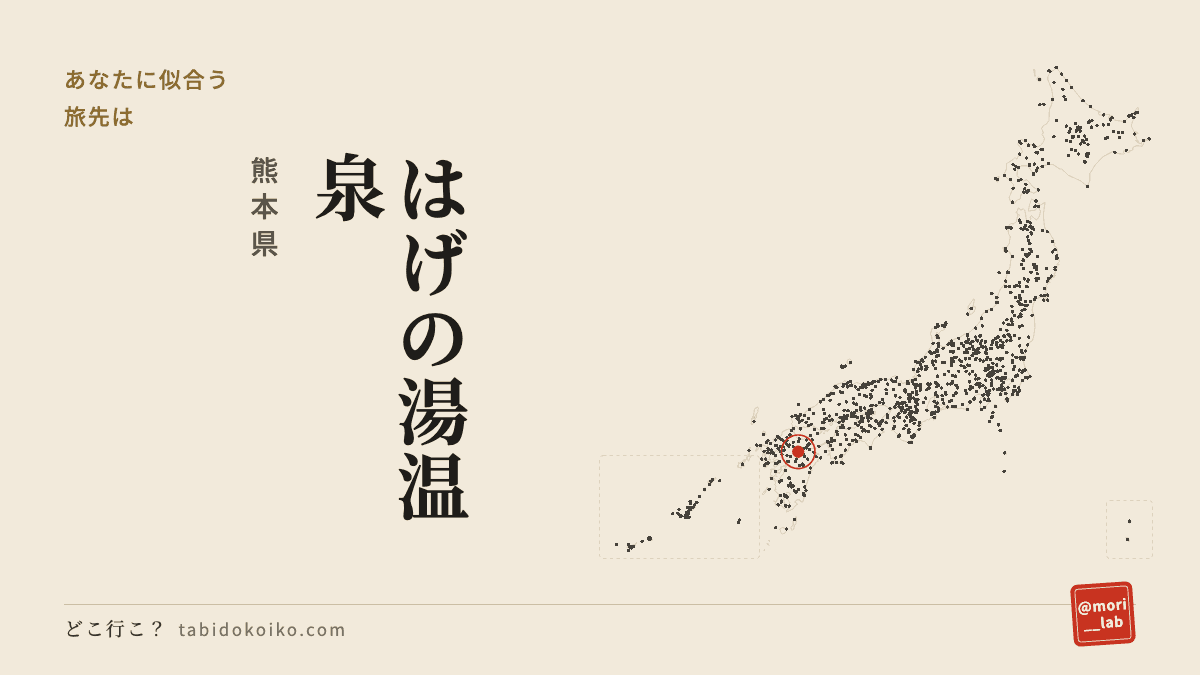 あなたに似合う
旅先は
はげの湯温
泉
熊本県
どこ行こ？ tabidokoiko.com
@mori
__lab